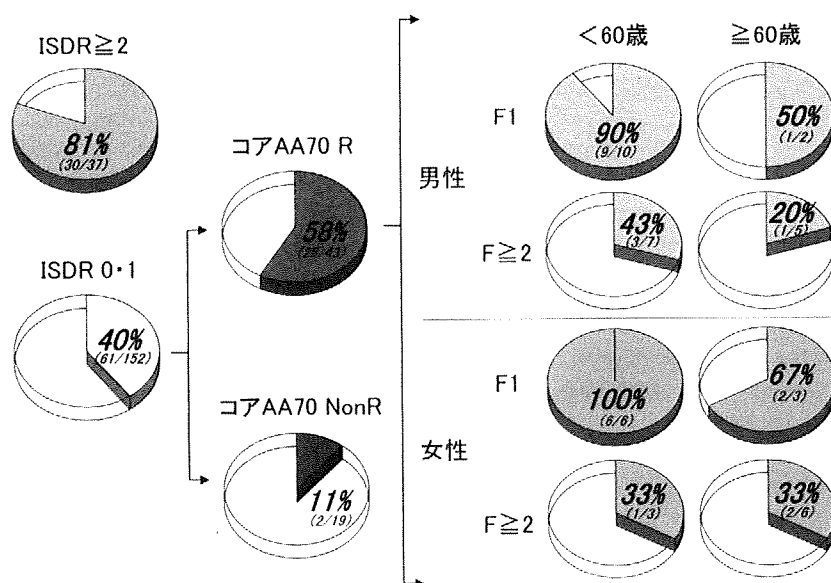 ISDR≧2
81%
(30/37)
ISDR 0・1
40%
(61/152)
コアAA70 R
58%
(25/43)
コアAA70 NonR
11%
(2/19)
＜60歳
≧60歳
男性
F1
90%
(9/10)
50%
(1/2)
F≧2
43%
(3/7)
20%
(1/5)
女性
F1
100%
(6/6)
67%
(2/3)
F≧2
33%
(1/3)
33%
(2/6)